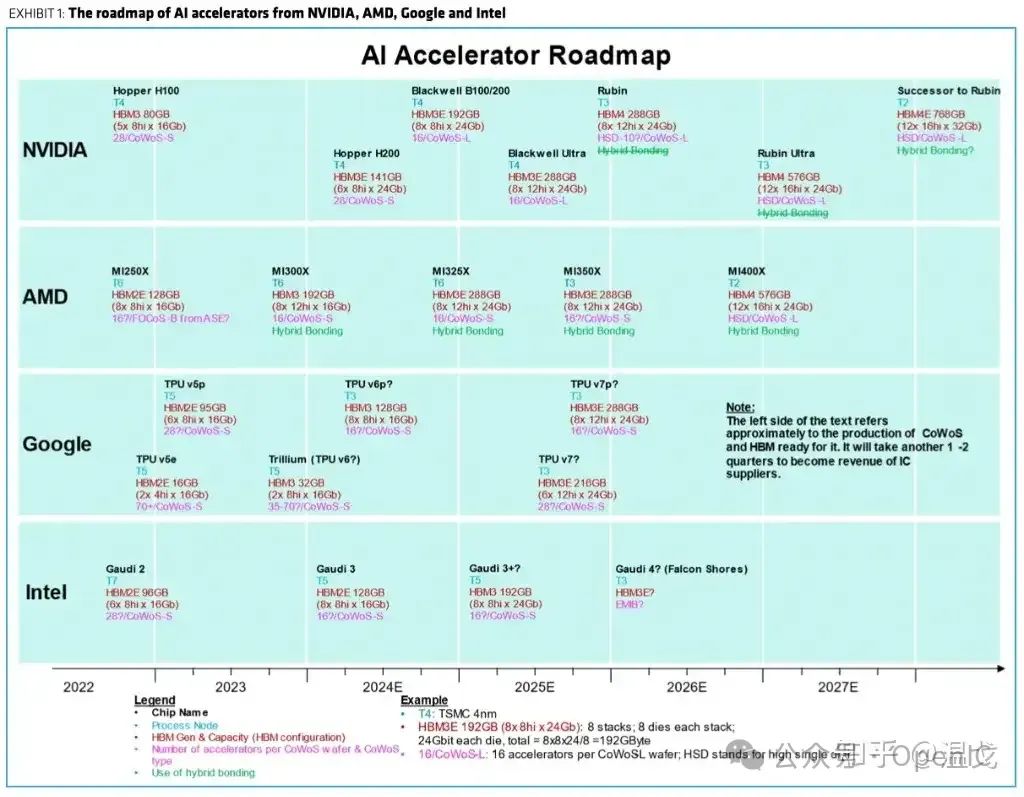 EXHIBIT 1: The roadmap of AI accelerators from NVIDIA, AMD, Google and Intel
AI Accelerator Roadmap
NVIDIA
Hopper H100
T4
HBM3 80GB
(5x 8hi x 16Gb)
28/CoWoS-S
Hopper H200
T4
HBM3E 141GB
(6x 8hi x 24Gb)
28/CoWoS-S
Blackwell B100/200
T4
HBM3E 192GB
(8x 8hi x 24Gb)
16/CoWoS-L
Blackwell Ultra
T4
HBM3E 288GB
(8x 12hi x 24Gb)
16/CoWoS-L
Rubin
T3
HBM4 288GB
(8x 12hi x 24Gb)
HSD-10?/CoWoS-L
Hybrid Bonding
Rubin Ultra
T3
HBM4 576GB
(12x 16hi x 24Gb)
HSD/CoWoS-L
Hybrid Bonding
Successor to Rubin
T2
HBM4E 768GB
(12x 16hi x 32Gb)
HSD/CoWoS-L
Hybrid Bonding?
AMD
MI250X
T6
HBM2E 128GB
(8x 8hi x 16Gb)
16?/FOCoS-B from ASE?
MI300X
T6
HBM3 192GB
(8x 12hi x 16Gb)
16/CoWoS-S
Hybrid Bonding
MI325X
T6
HBM3E 288GB
(8x 12hi x 24Gb)
16/CoWoS-S
Hybrid Bonding
MI350X
T3
HBM3E 288GB
(8x 12hi x 24Gb)
16?/CoWoS-S
Hybrid Bonding
MI400X
T2
HBM4 576GB
(12x 16hi x 24Gb)
HSD/CoWoS-L
Hybrid Bonding
Google
TPU v5p
T5
HBM2E 95GB
(6x 8hi x 16Gb)
28?/CoWoS-S
TPU v6p?
T3
HBM3 128GB
(8x 8hi x 16Gb)
16?/CoWoS-S
TPU v7p?
T3
HBM3E 288GB
(8x 12hi x 24Gb)
16?/CoWoS-S
TPU v5e
T5
HBM2E 16GB
(2x 4hi x 16Gb)
70+/CoWoS-S
Trillium (TPU v6?)
T5
HBM3 32GB
(2x 8hi x 16Gb)
35-70?/CoWoS-S
TPU v7?
T3
HBM3E 216GB
(6x 12hi x 24Gb)
28?/CoWoS-S
Note:
The left side of the text refers
approximately to the production of CoWoS
and HBM ready for it. It will take another 1 -2
quarters to become revenue of IC
suppliers.
Intel
Gaudi 2
T7
HBM2E 96GB
(6x 8hi x 16Gb)
28?/CoWoS-S
Gaudi 3
T5
HBM2E 128GB
(8x 8hi x 16Gb)
16?/CoWoS-S
Gaudi 3+?
T5
HBM3 192GB
(8x 8hi x 24Gb)
16?/CoWoS-S
Gaudi 4? (Falcon Shores)
T3
HBM3E?
EMIB?
2022 2023 2024E 2025E 2026E 2027E
Legend
• Chip Name
• Process Node
• HBM Gen & Capacity (HBM configuration)
• Number of accelerators per CoWoS wafer & CoWoS
type
• Use of hybrid bonding
Example
• T4: TSMC 4nm
• HBM3E 192GB (8x 8hi x 24Gb): 8 stacks; 8 dies each stack;
24Gbit each die, total = 8x8x24/8 =192GByte
• 16/CoWoS-L: 16 accelerators per CoWoSL wafer; HSD stands for high single digit
公众
知乎 @温戈